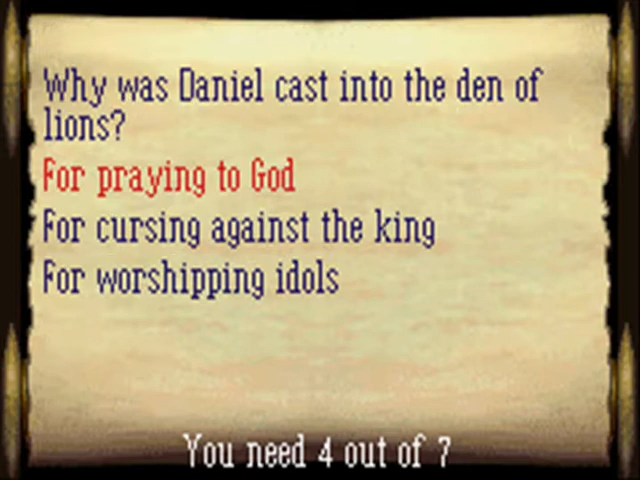 Why was Daniel cast into the den of
lions?
For praying to God
For cursing against the king
For worshipping idols
You need 4 out of 7